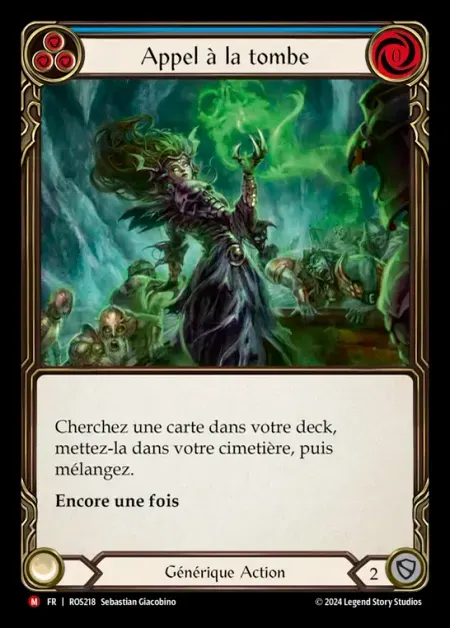 Appel à la tombe
0
Cherchez une carte dans votre deck,
mettez-la dans votre cimetière, puis
mélangez.
Encore une fois
Générique Action
2
M FR | ROS218 Sebastian Giacobino
© 2024 Legend Story Studios